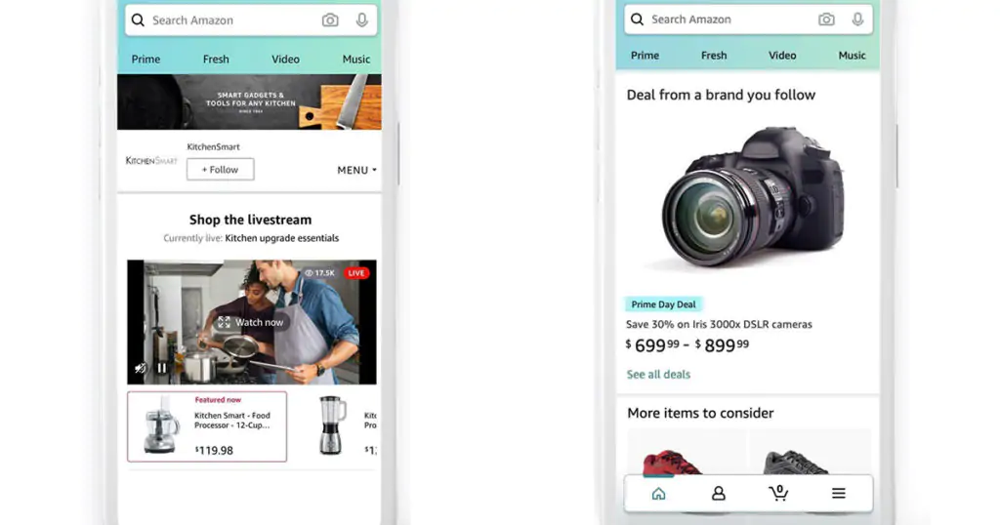 Search Amazon
Prime Fresh Video Music
SMART GADGETS &
TOOLS FOR ANY KITCHEN
KitchenSmart
KITCHENSMART
+ Follow
MENU
Shop the livestream
Currently live: Kitchen upgrade essentials
17.5K LIVE
Watch now
Featured now
Kitchen Smart - Food
Processor - 12-Cup...
$119.98
Kitc
Pro
$12
Search Amazon
Prime Fresh Video Music
Deal from a brand you follow
Prime Day Deal
Save 30% on Iris 3000x DSLR cameras
$699.99 - $899.99
See all deals
More items to consider
0